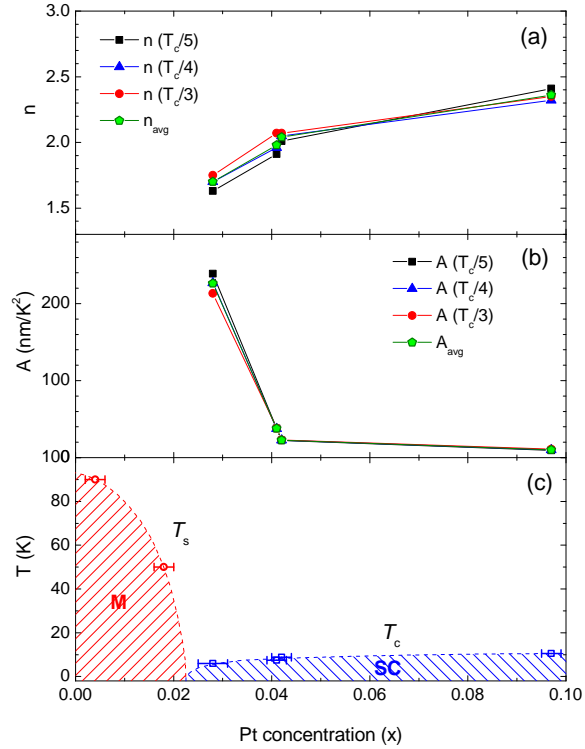 3.0
2.5
2.0
1.5
n
(a)
n (Tc/5)
n (Tc/4)
n (Tc/3)
navg
200
100
0
A (nm/K²)
(b)
A (Tc/5)
A (Tc/4)
A (Tc/3)
Aavg
100
80
60
40
20
0
T (K)
(c)
Ts
M
Tc
SC
0.00
0.02
0.04
0.06
0.08
0.10
Pt concentration (x)